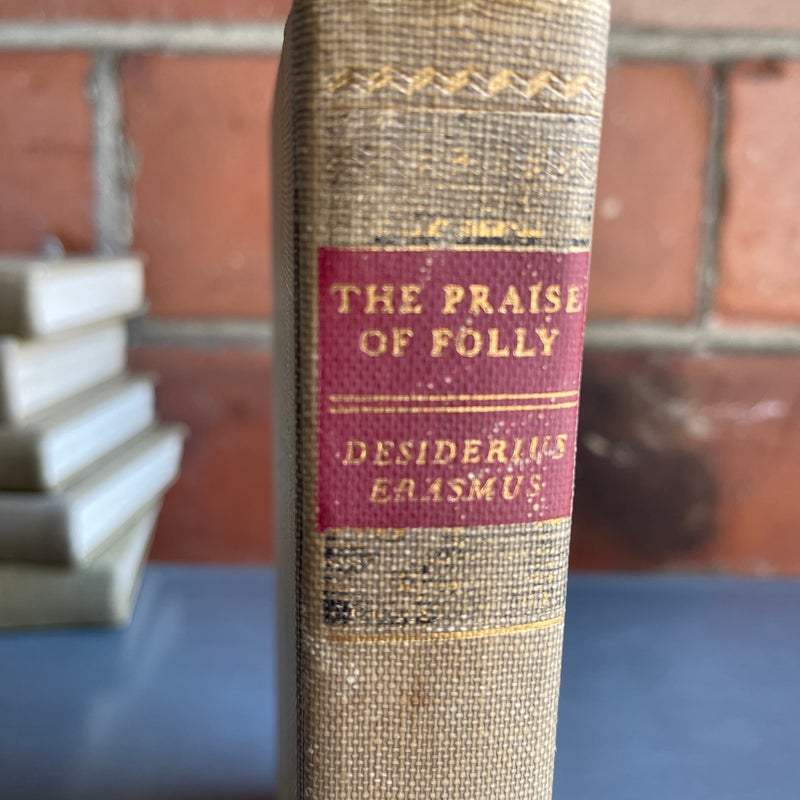 THE PRAISE
OF FOLLY
DESIDERIUS
ERASMUS